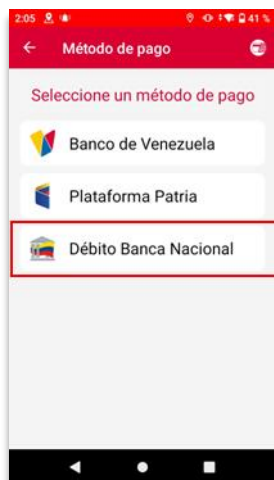 2:05 41 %
Método de pago
Seleccione un método de pago
Banco de Venezuela
Plataforma Patria
Débito Banca Nacional